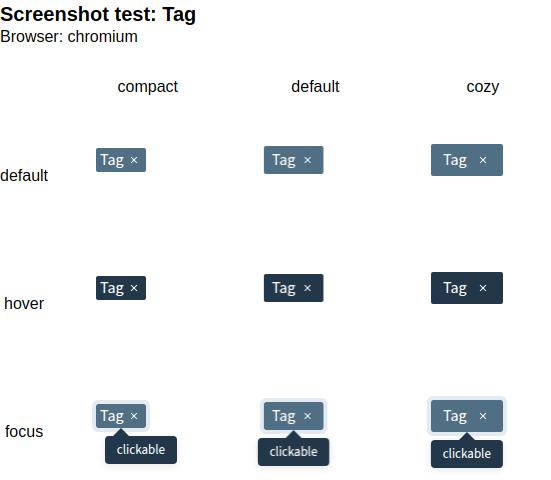 Screenshot test: Tag
Browser: chromium
compact default cozy
default Tag × Tag × Tag ×
hover Tag × Tag × Tag ×
focus Tag × Tag × Tag ×
clickable clickable clickable